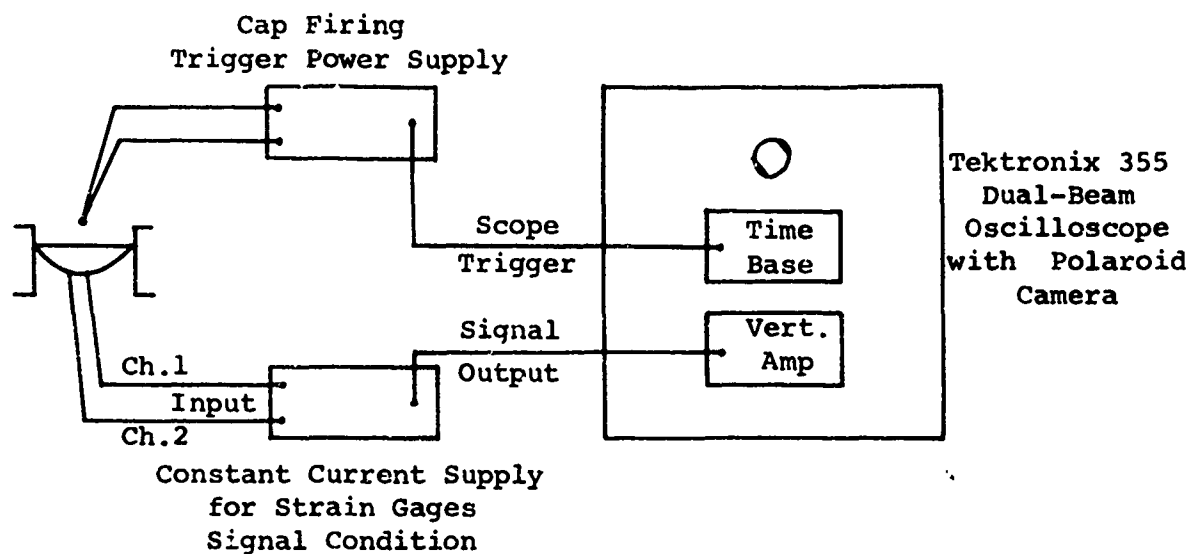 Cap Firing
Trigger Power Supply
Tektronix 355
Dual-Beam
Oscilloscope
with Polaroid
Camera
Scope
Trigger
Time
Base
Signal
Output
Vert.
Amp
Ch.1
Input
Ch.2
Constant Current Supply
for Strain Gages
Signal Condition